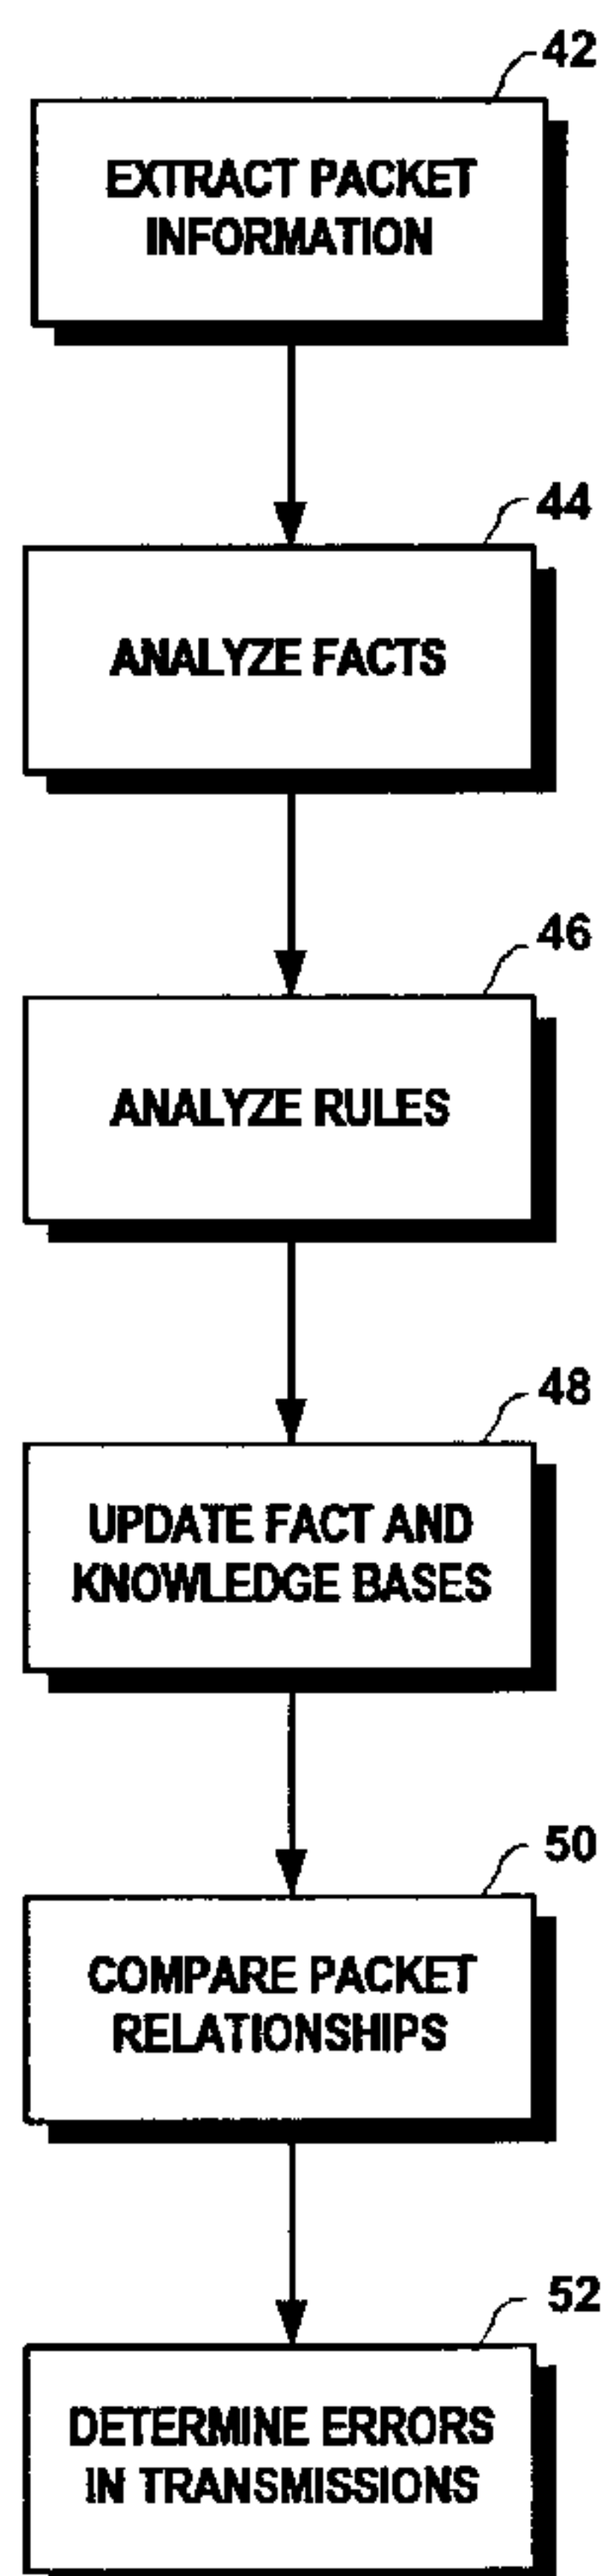 42
EXTRACT PACKET
INFORMATION
44
ANALYZE FACTS
46
ANALYZE RULES
48
UPDATE FACT AND
KNOWLEDGE BASES
50
COMPARE PACKET
RELATIONSHIPS
52
DETERMINE ERRORS
IN TRANSMISSIONS